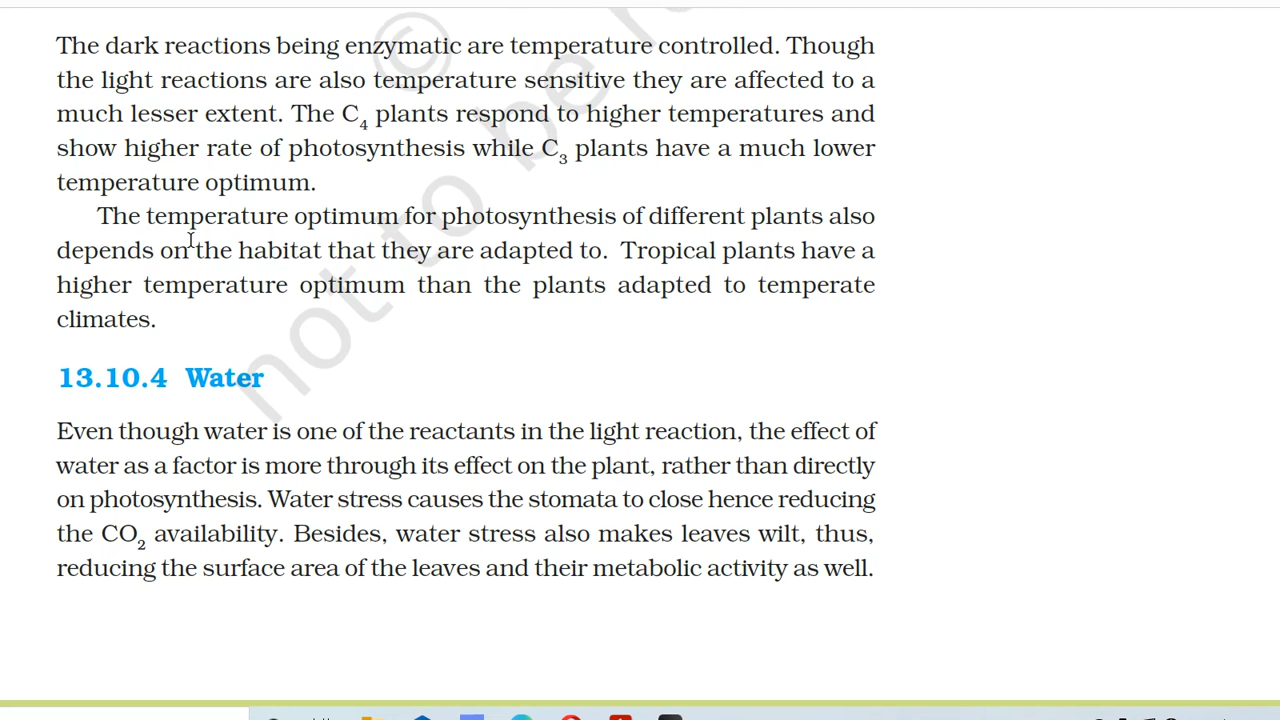 The dark reactions being enzymatic are temperature controlled. Though
the light reactions are also temperature sensitive they are affected to a
much lesser extent. The C₄ plants respond to higher temperatures and
show higher rate of photosynthesis while C₃ plants have a much lower
temperature optimum.
The temperature optimum for photosynthesis of different plants also
depends on the habitat that they are adapted to. Tropical plants have a
higher temperature optimum than the plants adapted to temperate
climates.
13.10.4 Water
Even though water is one of the reactants in the light reaction, the effect of
water as a factor is more through its effect on the plant, rather than directly
on photosynthesis. Water stress causes the stomata to close hence reducing
the CO₂ availability. Besides, water stress also makes leaves wilt, thus,
reducing the surface area of the leaves and their metabolic activity as well.
©
not to be